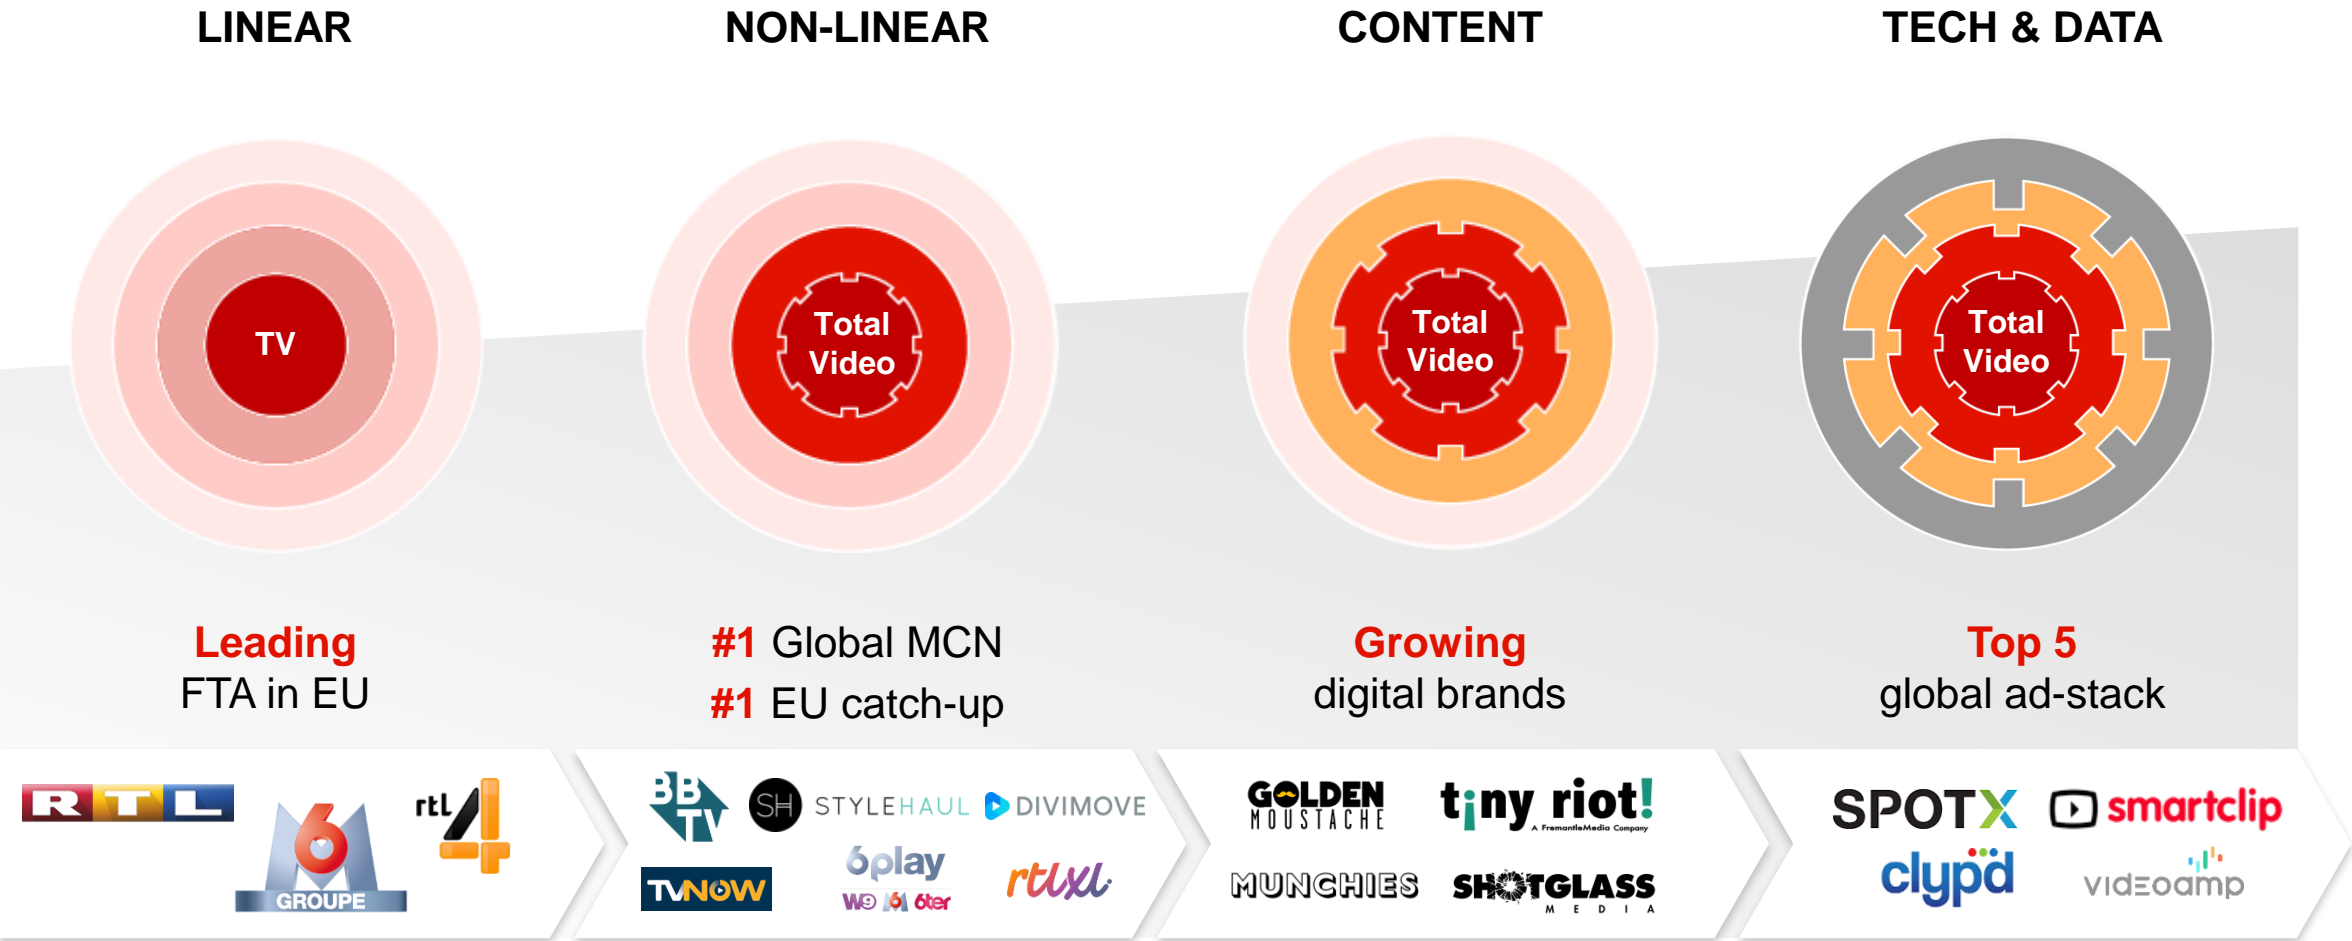 LINEAR
NON-LINEAR
CONTENT
TECH & DATA
TV
Total
Video
Total
Video
Total
Video
Leading
FTA in EU
#1 Global MCN
#1 EU catch-up
Growing
digital brands
Top 5
global ad-stack
RTL
M6
GROUPE
rtl 4
BBTV
SH STYLEHAUL
DIVIMOVE
TVNOW
6play
W9 M6 6ter
rtlxl
GOLDEN
MOUSTACHE
tiny riot!
A FremantleMedia Company
MUNCHIES
SHOTGLASS
MEDIA
SPOTX
smartclip
clypd
videoamp